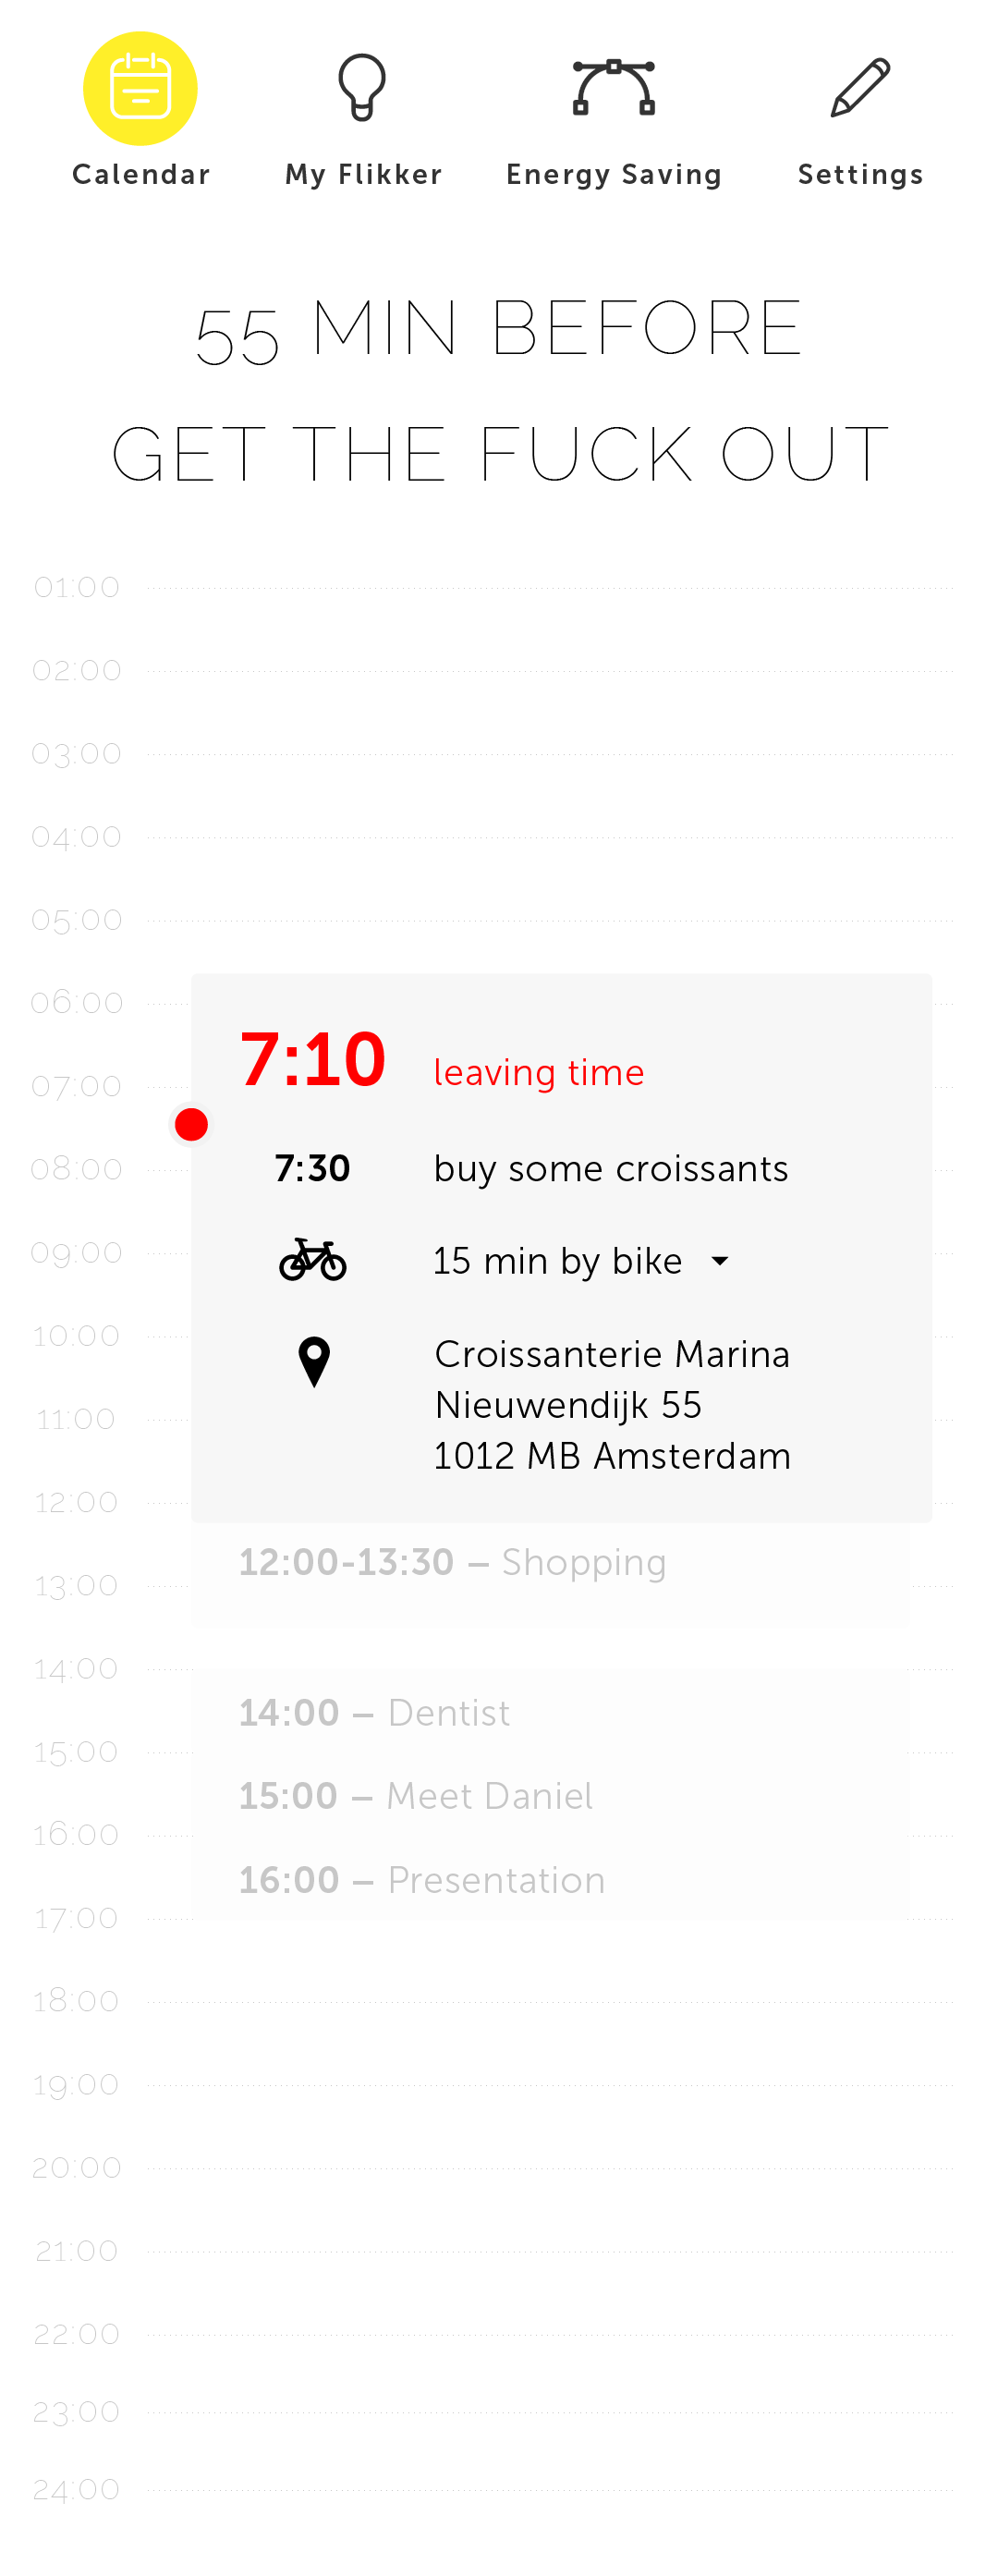 Calendar
My Flikker
Energy Saving
Settings
55 MIN BEFORE
GET THE FUCK OUT
01:00
02:00
03:00
04:00
05:00
06:00
7:10 leaving time
07:00
7:30 buy some croissants
08:00
09:00
15 min by bike
10:00
Croissanterie Marina
Nieuwendijk 55
11:00
1012 MB Amsterdam
12:00
12:00-13:30 – Shopping
13:00
14:00
14:00 – Dentist
15:00
15:00 – Meet Daniel
16:00
16:00 – Presentation
17:00
18:00
19:00
20:00
21:00
22:00
23:00
24:00